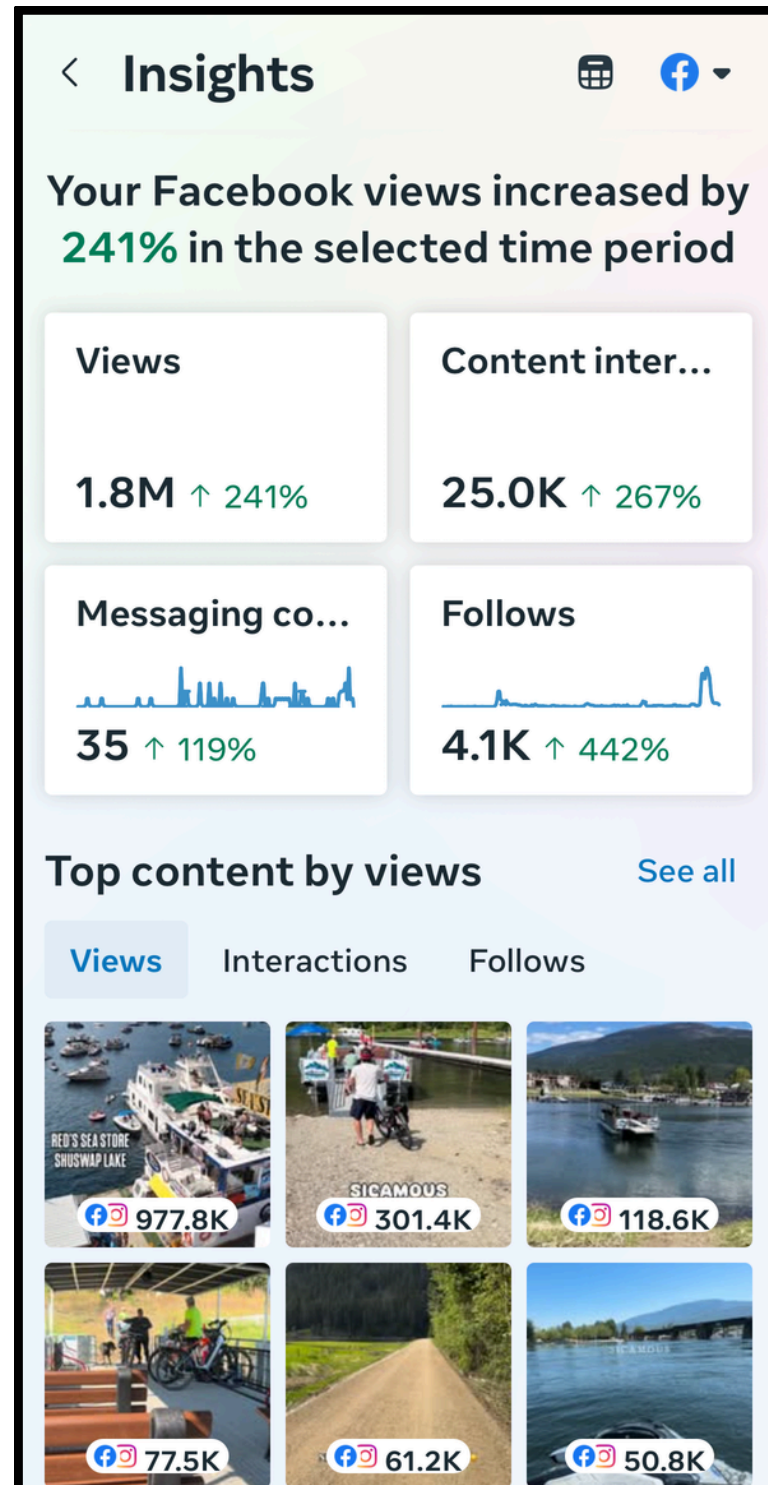 Insights
Your Facebook views increased by
241% in the selected time period
Views
Content inter...
1.8M ↑ 241%
25.0K ↑ 267%
Messaging co...
Follows
35 ↑ 119%
4.1K ↑ 442%
Top content by views
See all
Views
Interactions
Follows
RED'S SEA STORE
SHUSWAP LAKE
977.8K
SICAMOUS
301.4K
118.6K
77.5K
61.2K
SICAMOUS
50.8K